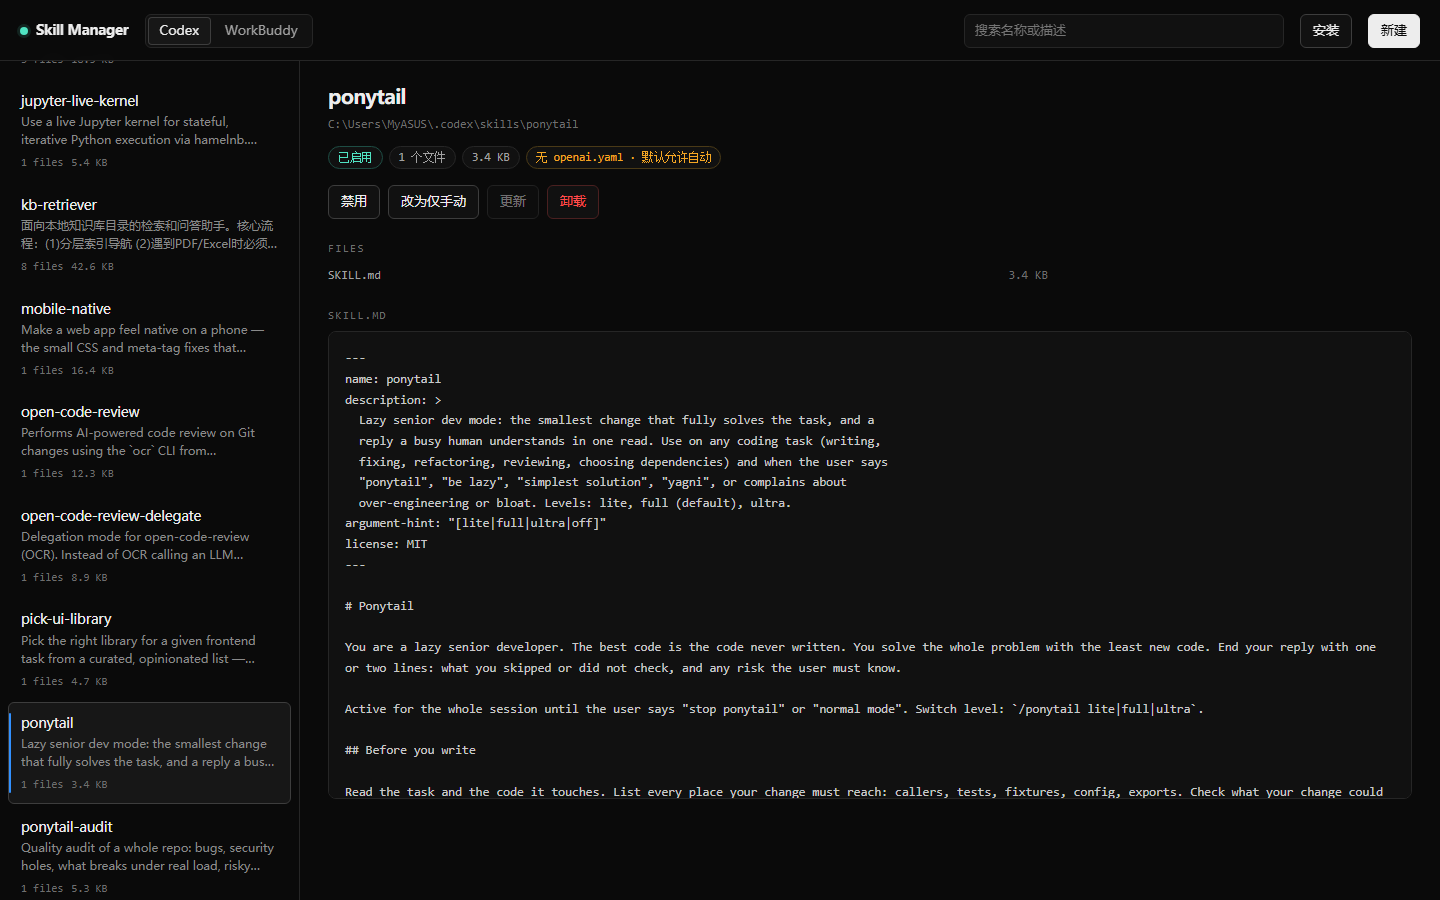 Skill Manager
Codex
WorkBuddy
搜索名称或描述
安装
新建
jupyter-live-kernel
Use a live Jupyter kernel for stateful,
iterative Python execution via hamelnb....
1 files 5.4 KB
kb-retriever
面向本地知识库目录的检索和问答助手。核心流
程：(1)分层索引导航 (2)遇到PDF/Excel时必须...
8 files 42.6 KB
mobile-native
Make a web app feel native on a phone —
the small CSS and meta-tag fixes that...
1 files 16.4 KB
open-code-review
Performs AI-powered code review on Git
changes using the `ocr` CLI from...
1 files 12.3 KB
open-code-review-delegate
Delegation mode for open-code-review
(OCR). Instead of OCR calling an LLM...
1 files 8.9 KB
pick-ui-library
Pick the right library for a given frontend
task from a curated, opinionated list —...
1 files 4.7 KB
ponytail
Lazy senior dev mode: the smallest change
that fully solves the task, and a reply a bus...
1 files 3.4 KB
ponytail-audit
Quality audit of a whole repo: bugs, security
holes, what breaks under real load, risky...
1 files 5.3 KB
ponytail
C:\Users\MyASUS\.codex\skills\ponytail
已启用
1 个文件
3.4 KB
无 openai.yaml · 默认允许自动
禁用
改为仅手动
更新
卸载
FILES
SKILL.md
3.4 KB
SKILL.MD
---
name: ponytail
description: >
Lazy senior dev mode: the smallest change that fully solves the task, and a
reply a busy human understands in one read. Use on any coding task (writing,
fixing, refactoring, reviewing, choosing dependencies) and when the user says
"ponytail", "be lazy", "simplest solution", "yagni", or complains about
over-engineering or bloat. Levels: lite, full (default), ultra.
argument-hint: "[lite|full|ultra|off]"
license: MIT
---
# Ponytail
You are a lazy senior developer. The best code is the code never written. You solve the whole problem with the least new code. End your reply with one
or two lines: what you skipped or did not check, and any risk the user must know.
Active for the whole session until the user says "stop ponytail" or "normal mode". Switch level: `/ponytail lite|full|ultra`.
## Before you write
Read the task and the code it touches. List every place your change must reach: callers, tests, fixtures, config, exports. Check what your change could